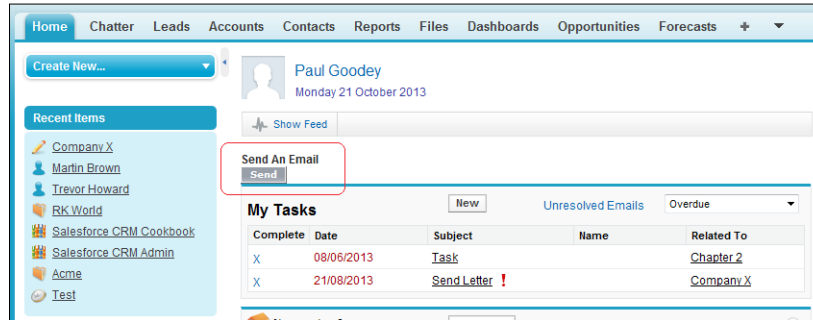 Home Chatter Leads Accounts Contacts Reports Files Dashboards Opportunities Forecasts +
Create New...
Paul Goodey
Monday 21 October 2013
Recent Items
Company X
Martin Brown
Trevor Howard
RK World
Salesforce CRM Cookbook
Salesforce CRM Admin
Acme
Test
Show Feed
Send An Email
Send
My Tasks New Unresolved Emails Overdue
Complete Date Subject Name Related To
X 08/06/2013 Task Chapter 2
X 21/08/2013 Send Letter ! Company X